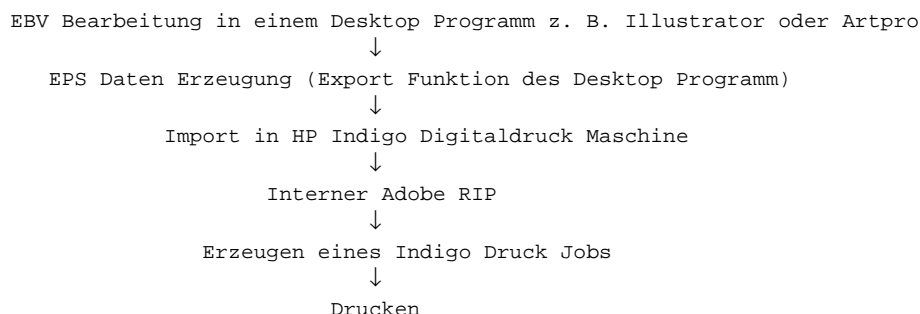 EBV Bearbeitung in einem Desktop Programm z. B. Illustrator oder Artpro
↓
EPS Daten Erzeugung (Export Funktion des Desktop Programm)
↓
Import in HP Indigo Digitaldruck Maschine
↓
Interner Adobe RIP
↓
Erzeugen eines Indigo Druck Jobs
↓
Drucken